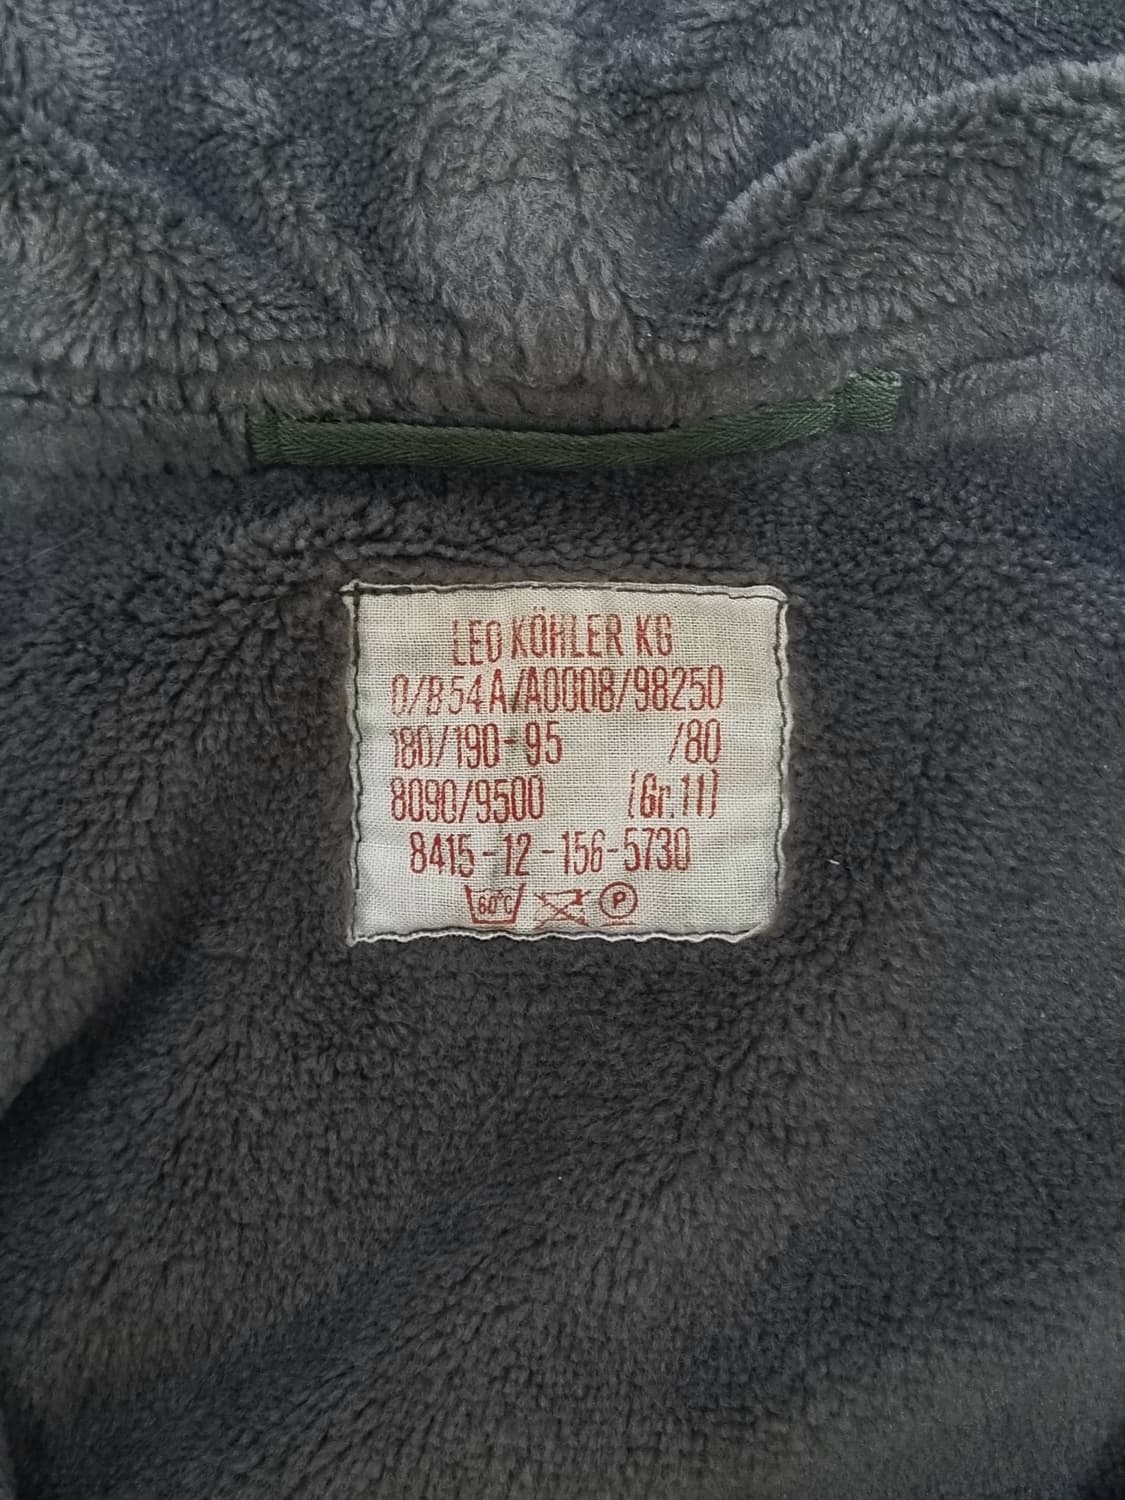 LEO KÖHLER KG
0/B54A/A0008/98250
180/190-95 /80
8090/9500 (Gr.11)
8415-12-156-5730
60°C P